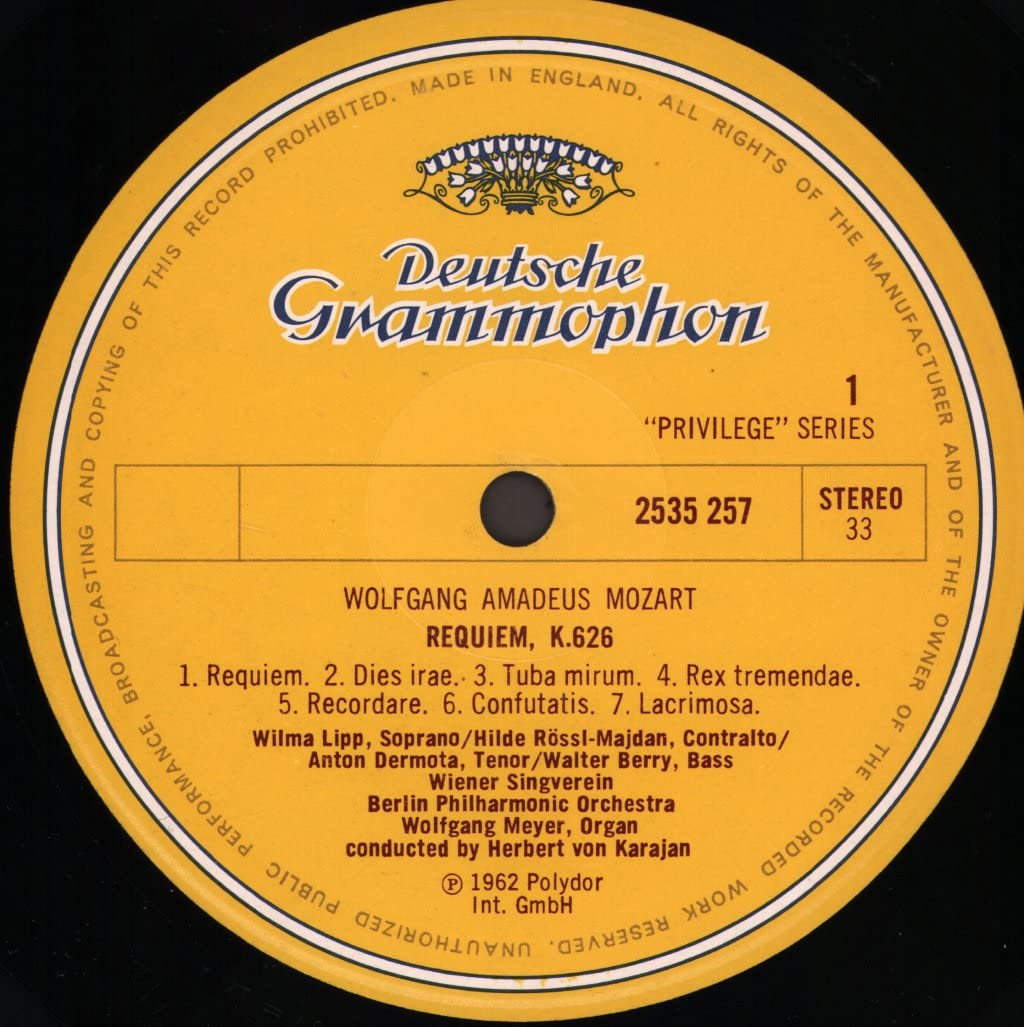 MADE IN ENGLAND. ALL RIGHTS OF THE MANUFACTURER AND OF THE OWNER OF THE RECORDED WORK RESERVED. UNAUTHORIZED PUBLIC PERFORMANCE, BROADCASTING AND COPYING OF THIS RECORD PROHIBITED.
Deutsche
Grammophon
1
"PRIVILEGE" SERIES
2535 257
STEREO
33
WOLFGANG AMADEUS MOZART
REQUIEM, K.626
1. Requiem. 2. Dies irae. 3. Tuba mirum. 4. Rex tremendae.
5. Recordare. 6. Confutatis. 7. Lacrimosa.
Wilma Lipp, Soprano/Hilde Rössl-Majdan, Contralto/
Anton Dermota, Tenor/Walter Berry, Bass
Wiener Singverein
Berlin Philharmonic Orchestra
Wolfgang Meyer, Organ
conducted by Herbert von Karajan
℗ 1962 Polydor
Int. GmbH